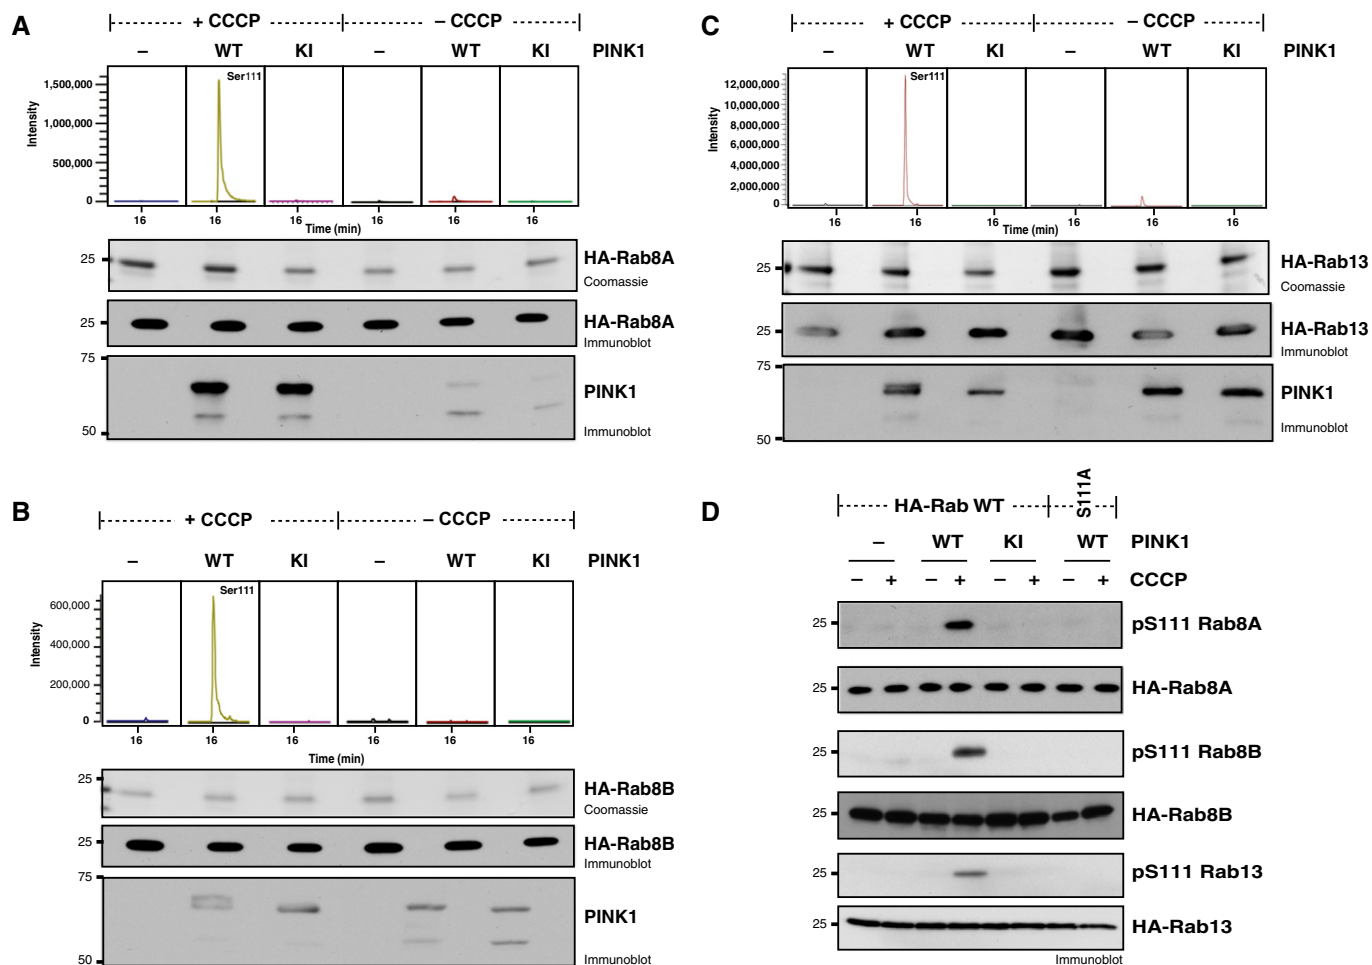 A
+ CCCP
– CCCP
– WT KI – WT KI PINK1
Ser111
Intensity
1,500,000
1,000,000
500,000
0
16 16 16 16 16 16
Time (min)
25
HA-Rab8A
Coomassie
25
HA-Rab8A
Immunoblot
75
PINK1
50
Immunoblot
B
+ CCCP
– CCCP
– WT KI – WT KI PINK1
Ser111
Intensity
600,000
400,000
200,000
0
16 16 16 16 16 16
Time (min)
25
HA-Rab8B
Coomassie
25
HA-Rab8B
Immunoblot
75
PINK1
50
Immunoblot
C
+ CCCP
– CCCP
– WT KI – WT KI PINK1
Ser111
Intensity
12,000,000
10,000,000
8,000,000
6,000,000
4,000,000
2,000,000
0
16 16 16 16 16 16
Time (min)
25
HA-Rab13
Coomassie
25
HA-Rab13
Immunoblot
75
PINK1
50
Immunoblot
D
HA-Rab WT
S111A
– WT KI WT PINK1
– + – + – + – + CCCP
25 pS111 Rab8A
25 HA-Rab8A
25 pS111 Rab8B
25 HA-Rab8B
25 pS111 Rab13
25 HA-Rab13
Immunoblot